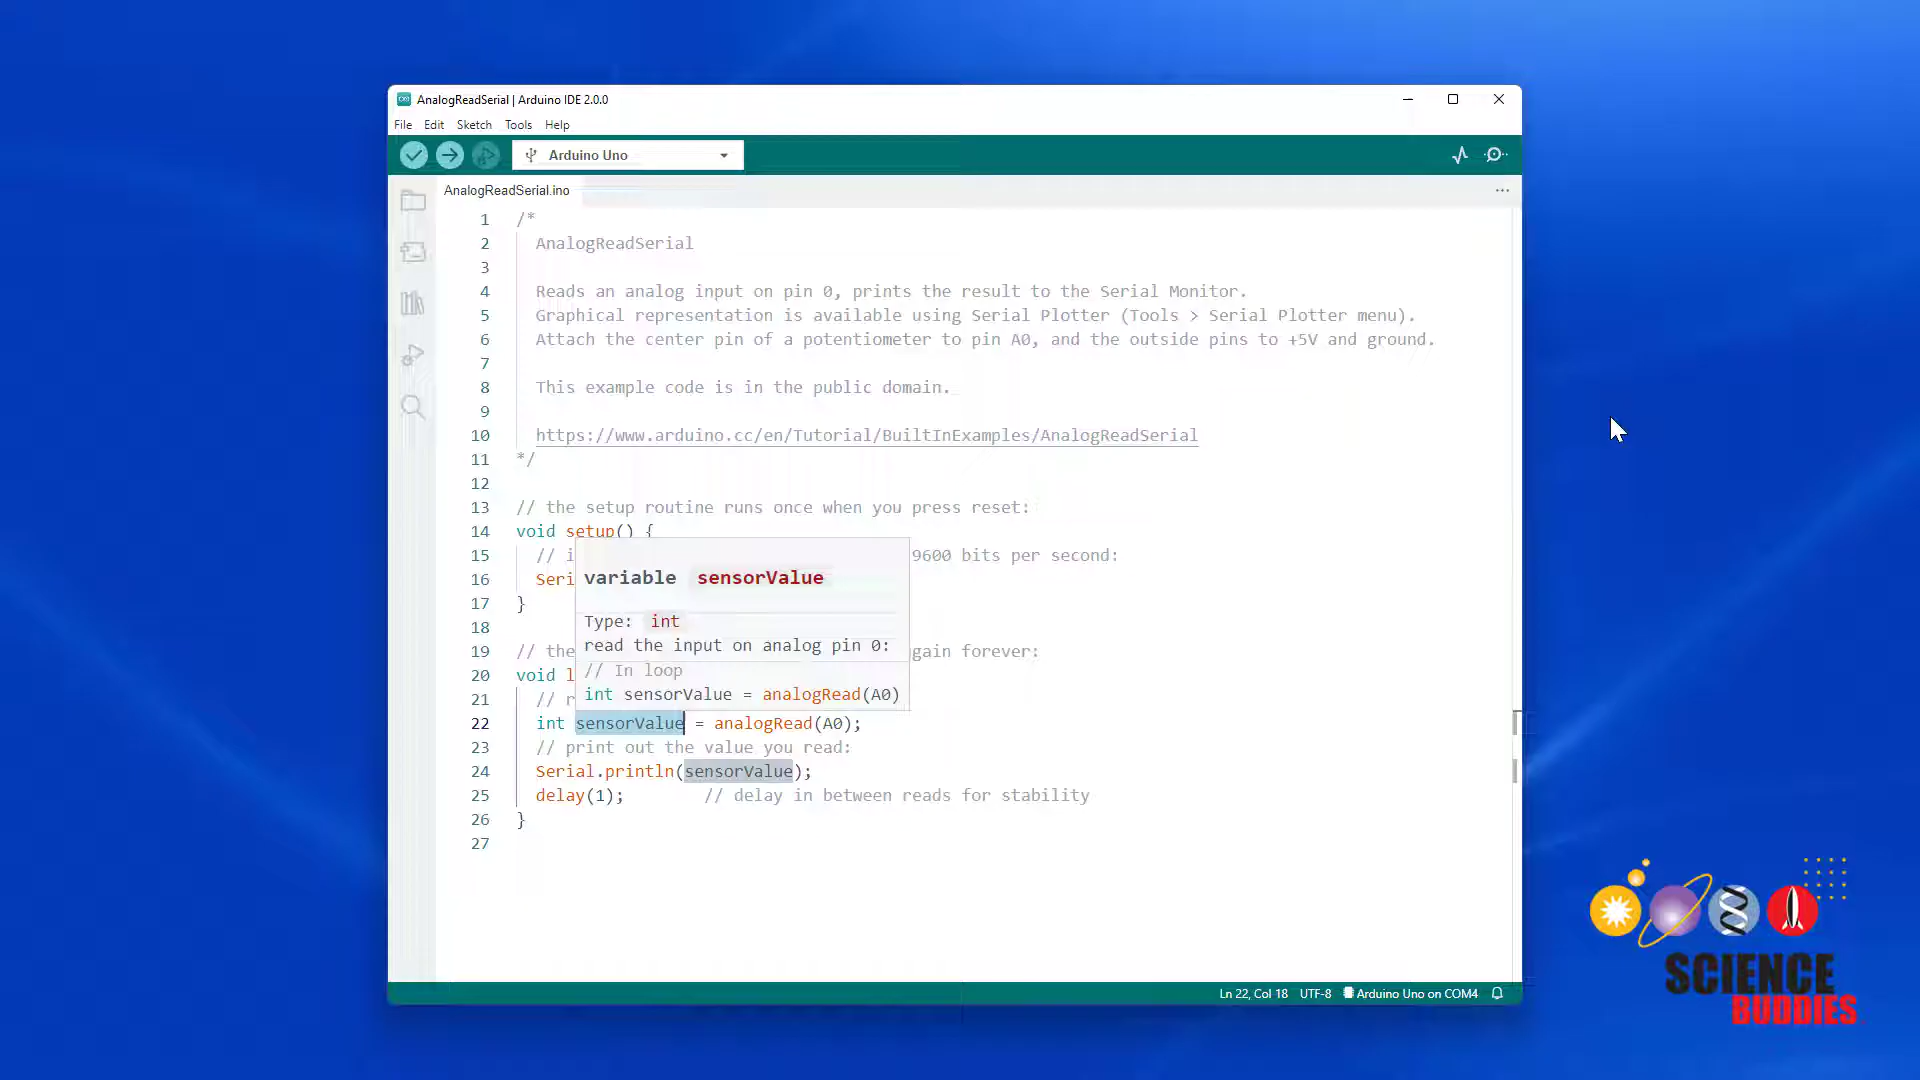 AnalogReadSerial | Arduino IDE 2.0.0
File Edit Sketch Tools Help
Arduino Uno
AnalogReadSerial.ino
1 /*
2 AnalogReadSerial
3
4 Reads an analog input on pin 0, prints the result to the Serial Monitor.
5 Graphical representation is available using Serial Plotter (Tools > Serial Plotter menu).
6 Attach the center pin of a potentiometer to pin A0, and the outside pins to +5V and ground.
7
8 This example code is in the public domain.
9
10 https://www.arduino.cc/en/Tutorial/BuiltInExamples/AnalogReadSerial
11 */
12
13 // the setup routine runs once when you press reset:
14 void setup() {
15 // i 9600 bits per second:
16 Seri
17 }
18
19 // the gain forever:
20 void l
21 // r
variable sensorValue
Type: int
read the input on analog pin 0:
// In loop
int sensorValue = analogRead(A0)
22 int sensorValue = analogRead(A0);
23 // print out the value you read:
24 Serial.println(sensorValue);
25 delay(1); // delay in between reads for stability
26 }
27
Ln 22, Col 18 UTF-8 Arduino Uno on COM4
SCIENCE
BUDDIES